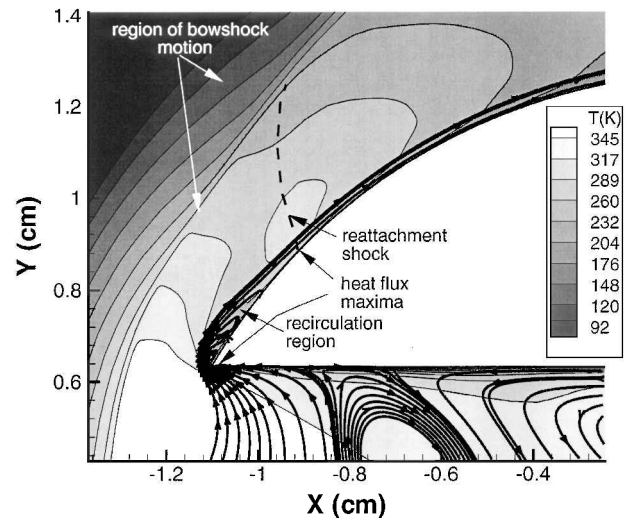 1.4
region of bowshock
motion
1.2
T(K)
345
317
289
260
232
204
176
148
120
92
1
Y (cm)
reattachment
shock
heat flux
maxima
0.8
recirculation
region
0.6
-1.2
-1
-0.8
-0.6
-0.4
X (cm)